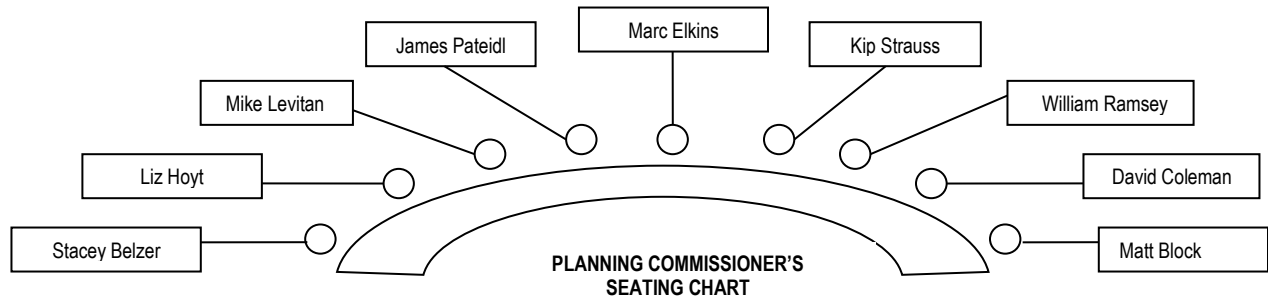 Marc Elkins
James Pateidl
Kip Strauss
Mike Levitan
William Ramsey
Liz Hoyt
David Coleman
Stacey Belzer
Matt Block
PLANNING COMMISSIONER’S
SEATING CHART